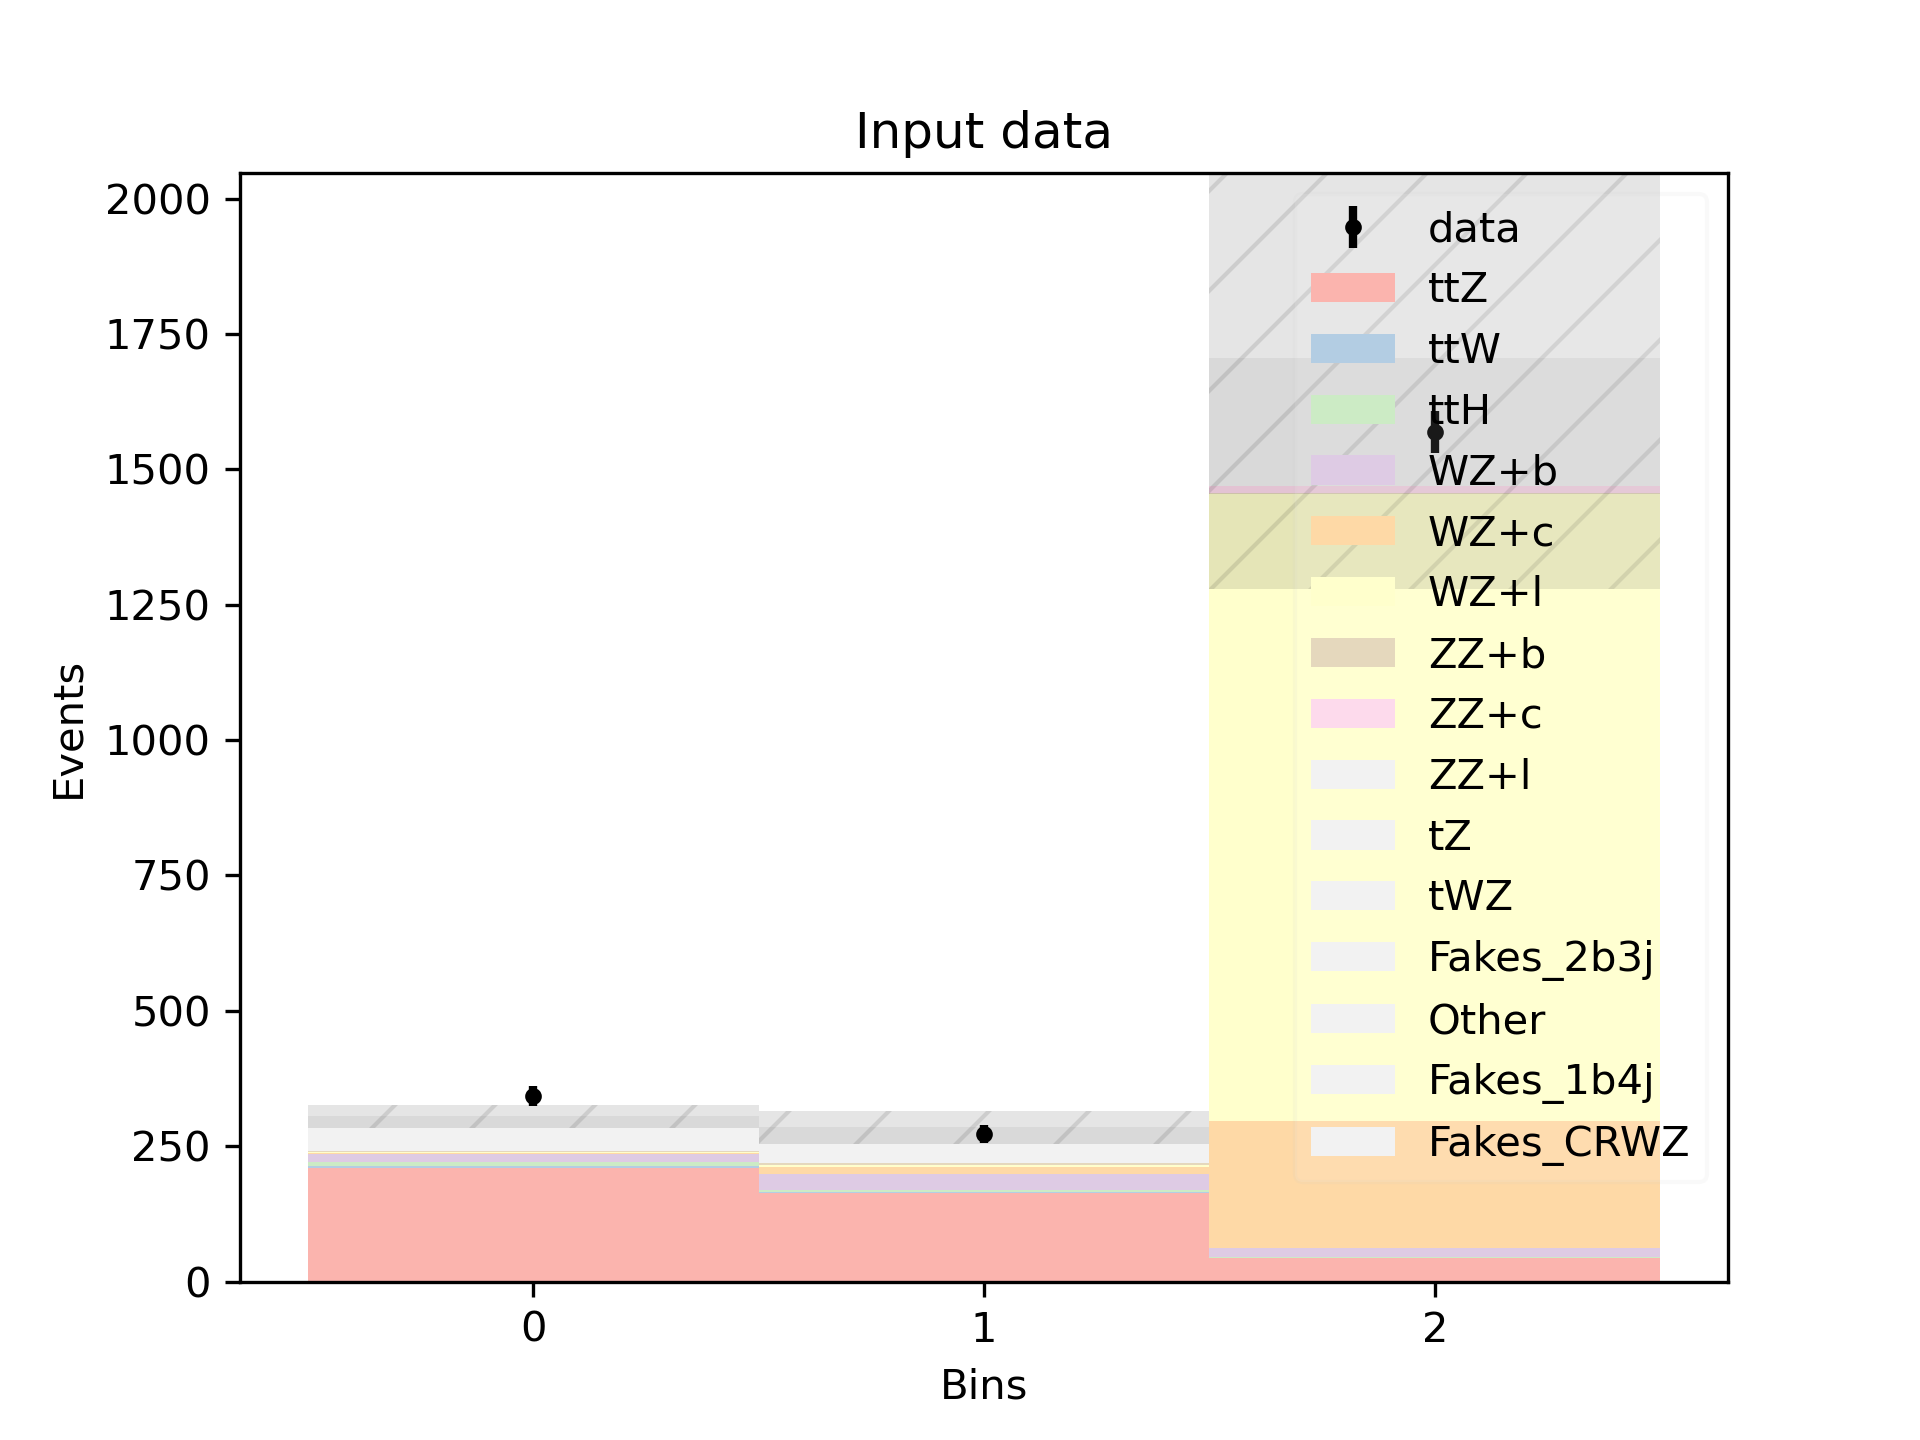 Input data
2000
1750
1500
1250
1000
750
500
250
0
Events
0 1 2
Bins
data
ttZ
ttW
ttH
WZ+b
WZ+c
WZ+l
ZZ+b
ZZ+c
ZZ+l
tZ
tWZ
Fakes_2b3j
Other
Fakes_1b4j
Fakes_CRWZ